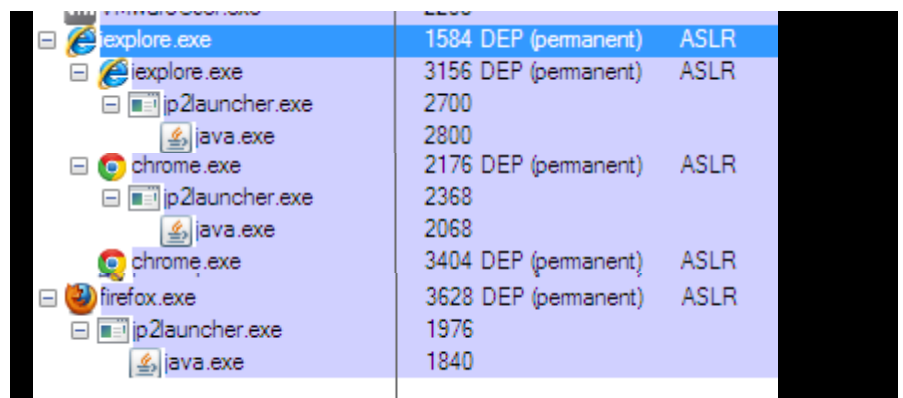 iexplore.exe 1584 DEP (permanent) ASLR
iexplore.exe 3156 DEP (permanent) ASLR
jp2launcher.exe 2700
java.exe 2800
chrome.exe 2176 DEP (permanent) ASLR
jp2launcher.exe 2368
java.exe 2068
chrome.exe 3404 DEP (permanent) ASLR
firefox.exe 3628 DEP (permanent) ASLR
jp2launcher.exe 1976
java.exe 1840